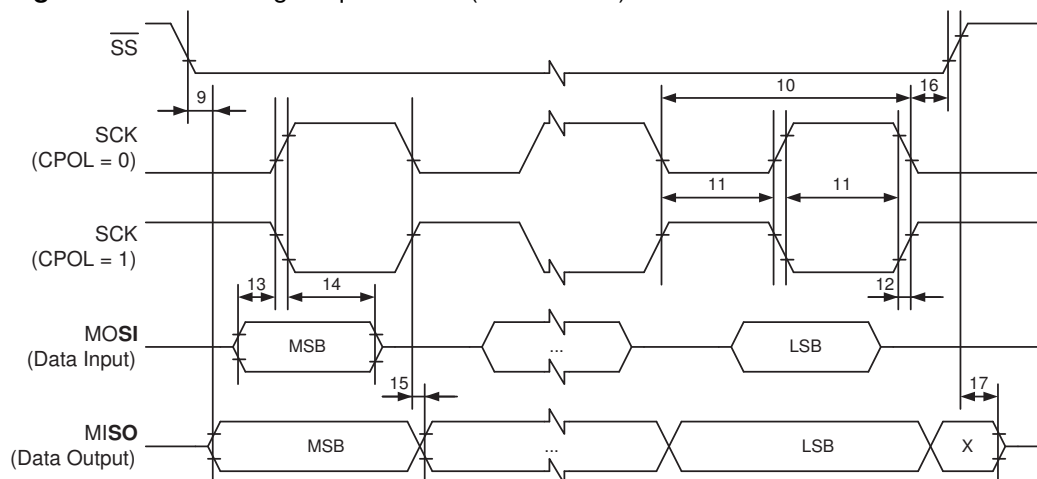 SS
9
10
16
SCK
(CPOL = 0)
11
11
SCK
(CPOL = 1)
13
14
12
MOSI
(Data Input)
MSB
...
LSB
15
17
MISO
(Data Output)
MSB
...
LSB
X